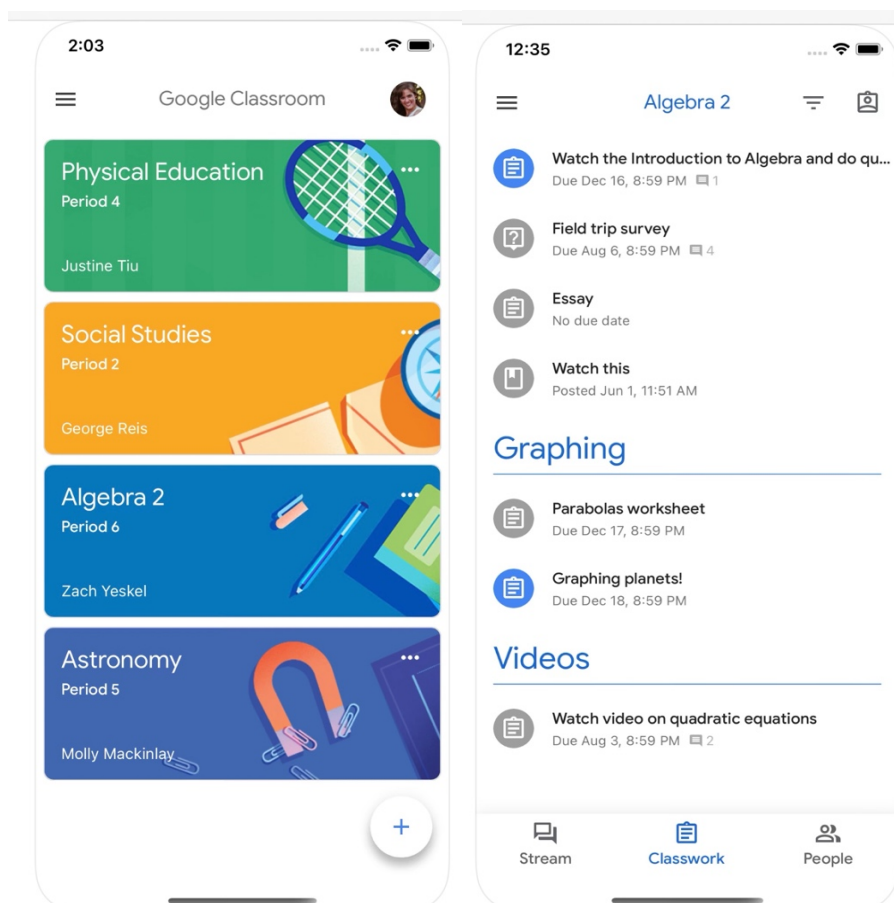 2:03
Google Classroom
Physical Education
Period 4
Justine Tiu
Social Studies
Period 2
George Reis
Algebra 2
Period 6
Zach Yeskel
Astronomy
Period 5
Molly Mackinlay
+
12:35
Algebra 2
Watch the Introduction to Algebra and do qu...
Due Dec 16, 8:59 PM 1
Field trip survey
Due Aug 6, 8:59 PM 4
Essay
No due date
Watch this
Posted Jun 1, 11:51 AM
Graphing
Parabolas worksheet
Due Dec 17, 8:59 PM
Graphing planets!
Due Dec 18, 8:59 PM
Videos
Watch video on quadratic equations
Due Aug 3, 8:59 PM 2
Stream Classwork People